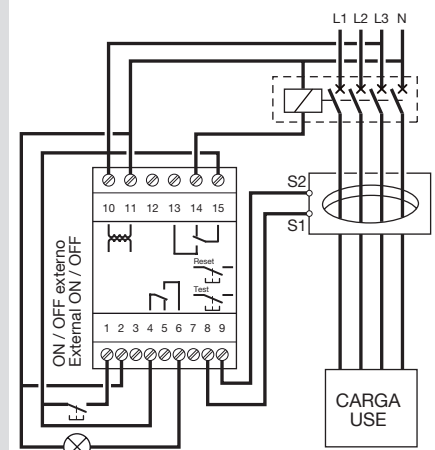 L1 L2 L3 N
S2
S1
10 11 12 13 14 15
Reset
Test
1 2 3 4 5 6 7 8 9
ON / OFF externo
External ON / OFF
CARGA
USE